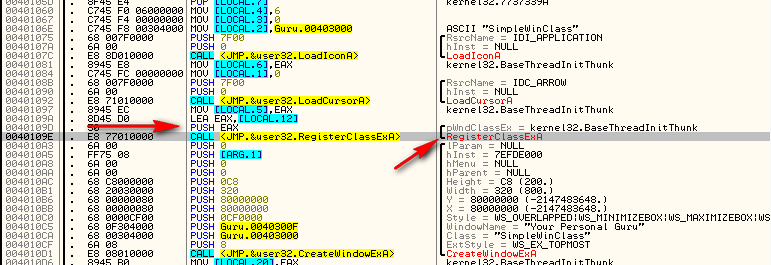 0040105D . 8F45 E4 POP [LOCAL.7] kernel32.7737339A
00401060 . C745 F0 06000000 MOV [LOCAL.4],6
00401067 . C745 F4 00000000 MOV [LOCAL.3],0
0040106E . C745 F8 00304000 MOV [LOCAL.2],Guru.00403000 ASCII "SimpleWinClass"
00401075 . 68 007F0000 PUSH 7F00 RsrcName = IDI_APPLICATION
0040107A . 6A 00 PUSH 0 hInst = NULL
0040107C . E8 8D010000 CALL <JMP.&user32.LoadIconA> LoadIconA
00401081 . 8945 E8 MOV [LOCAL.6],EAX kernel32.BaseThreadInitThunk
00401084 . C745 FC 00000000 MOV [LOCAL.1],0
0040108B . 68 007F0000 PUSH 7F00 RsrcName = IDC_ARROW
00401090 . 6A 00 PUSH 0 hInst = NULL
00401092 . E8 71010000 CALL <JMP.&user32.LoadCursorA> LoadCursorA
00401097 . 8945 EC MOV [LOCAL.5],EAX kernel32.BaseThreadInitThunk
0040109A . 8D45 D0 LEA EAX,[LOCAL.12]
0040109D . 50 PUSH EAX pWndClassEx = kernel32.BaseThreadInitThunk
0040109E . E8 77010000 CALL <JMP.&user32.RegisterClassExA> RegisterClassExA
004010A3 . 6A 00 PUSH 0 lParam = NULL
004010A5 . FF75 08 PUSH [ARG.1] hInst = 7EFDE000
004010A8 . 6A 00 PUSH 0 hMenu = NULL
004010AA . 6A 00 PUSH 0 hParent = NULL
004010AC . 68 C8000000 PUSH 0C8 Height = C8 (200.)
004010B1 . 68 20030000 PUSH 320 Width = 320 (800.)
004010B6 . 68 00000080 PUSH 80000000 Y = 80000000 (-2147483648.)
004010BB . 68 00000080 PUSH 80000000 X = 80000000 (-2147483648.)
004010C0 . 68 0000CF00 PUSH 0CF0000 Style = WS_OVERLAPPED|WS_MINIMIZEBOX|WS_MAXIMIZEBOX|WS
004010C5 . 68 0F304000 PUSH Guru.0040300F WindowName = "Your Personal Guru"
004010CA . 68 00304000 PUSH Guru.00403000 Class = "SimpleWinClass"
004010CF . 6A 08 PUSH 8 ExtStyle = WS_EX_TOPMOST
004010D1 . E8 08010000 CALL <JMP.&user32.CreateWindowExA> CreateWindowExA
004010D6 . 8945 B0 MOV [LOCAL.20],EAX kernel32.BaseThreadInitThunk